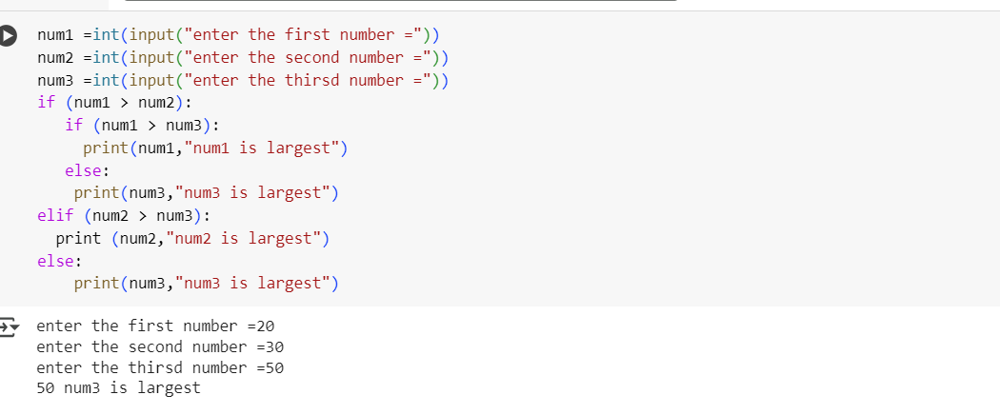 num1 =int(input("enter the first number ="))
num2 =int(input("enter the second number ="))
num3 =int(input("enter the thirsd number ="))
if (num1 > num2):
   if (num1 > num3):
     print(num1,"num1 is largest")
   else:
    print(num3,"num3 is largest")
elif (num2 > num3):
  print (num2,"num2 is largest")
else:
    print(num3,"num3 is largest")
enter the first number =20
enter the second number =30
enter the thirsd number =50
50 num3 is largest